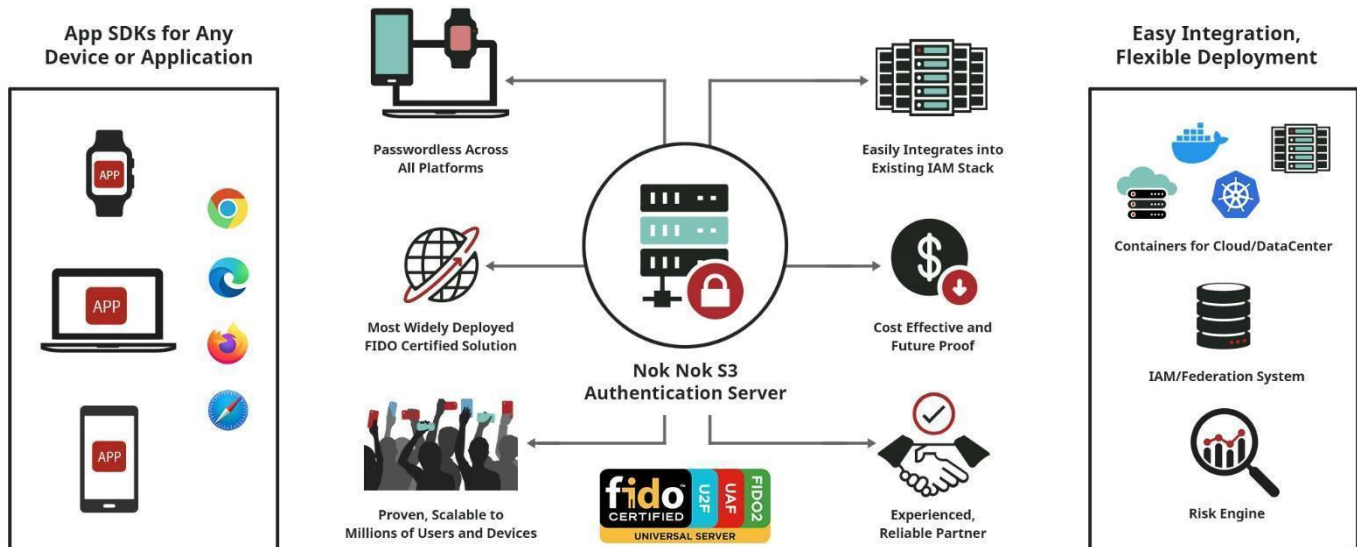 App SDKs for Any
Device or Application
APP
APP
APP
Passwordless Across
All Platforms
Most Widely Deployed
FIDO Certified Solution
Proven, Scalable to
Millions of Users and Devices
Nok Nok S3
Authentication Server
fido™
CERTIFIED
U2F
UAF
FIDO2
UNIVERSAL SERVER
Easily Integrates into
Existing IAM Stack
$
Cost Effective and
Future Proof
Experienced,
Reliable Partner
Easy Integration,
Flexible Deployment
Containers for Cloud/DataCenter
IAM/Federation System
Risk Engine